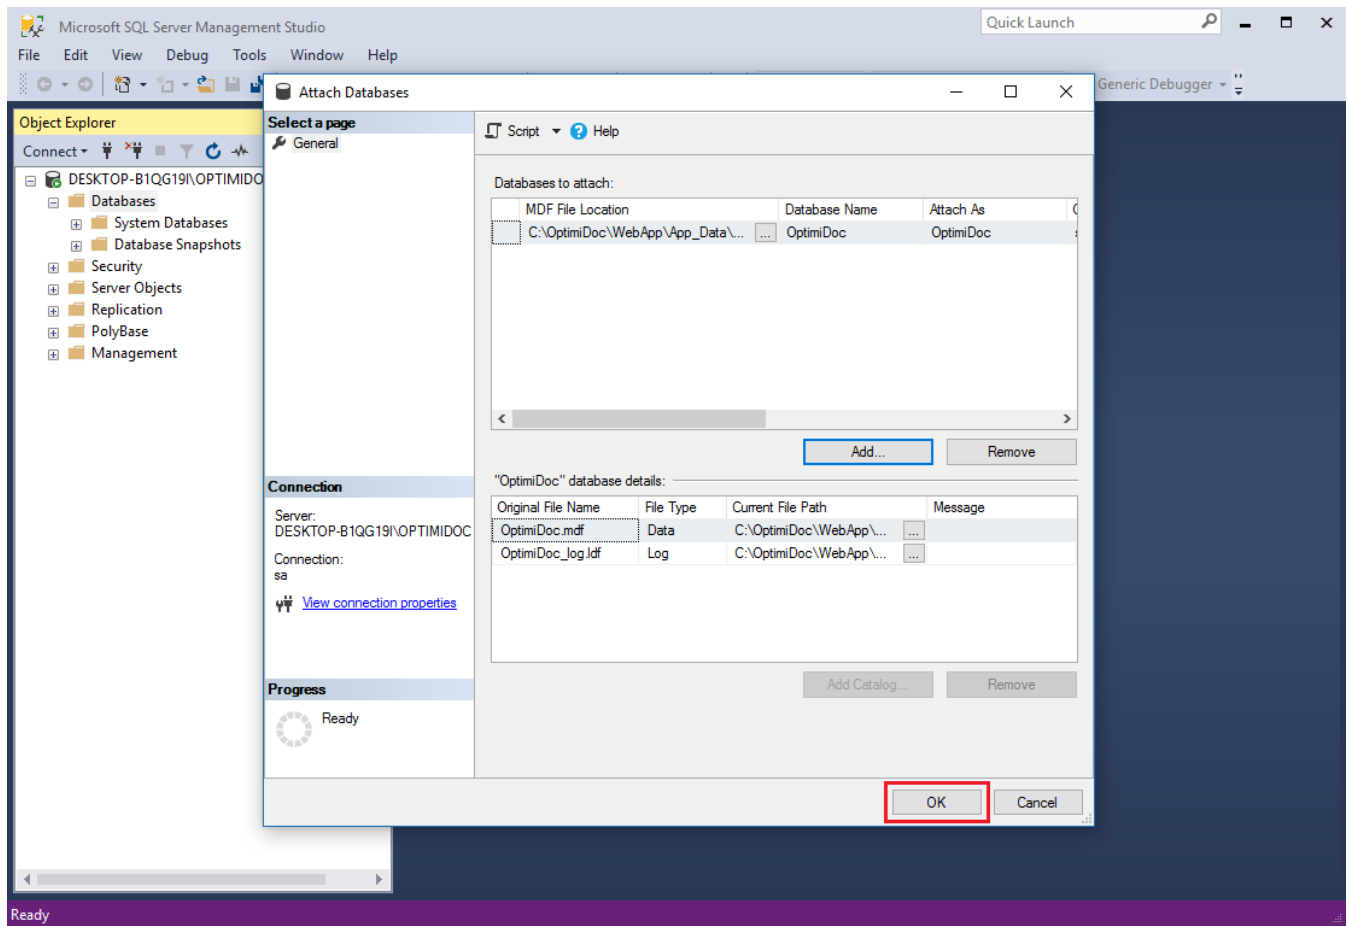 Microsoft SQL Server Management Studio
Quick Launch
File Edit View Debug Tools Window Help
Generic Debugger
Attach Databases
Object Explorer
Connect
DESKTOP-B1QG19I\OPTIMIDO
Databases
System Databases
Database Snapshots
Security
Server Objects
Replication
PolyBase
Management
Select a page
General
Script Help
Databases to attach:
MDF File Location Database Name Attach As
C:\OptimiDoc\WebApp\App_Data\... ... OptimiDoc OptimiDoc
Add... Remove
"OptimiDoc" database details:
Original File Name File Type Current File Path Message
OptimiDoc.mdf Data C:\OptimiDoc\WebApp\... ...
OptimiDoc_log.ldf Log C:\OptimiDoc\WebApp\... ...
Add Catalog... Remove
Connection
Server:
DESKTOP-B1QG19I\OPTIMIDOC
Connection:
sa
View connection properties
Progress
Ready
OK Cancel
Ready